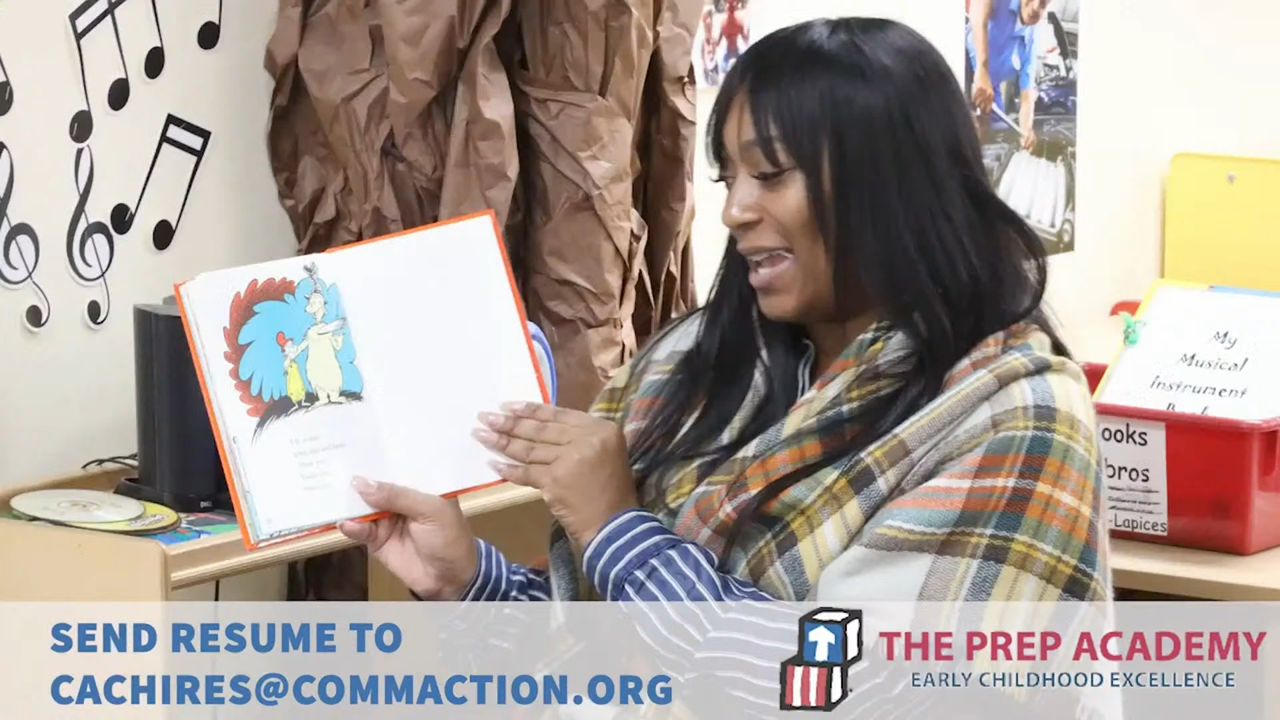 My
Musical
Instrument
ooks
bros
-Lapices
SEND RESUME TO
CACHIRES@COMMACTION.ORG
THE PREP ACADEMY
EARLY CHILDHOOD EXCELLENCE